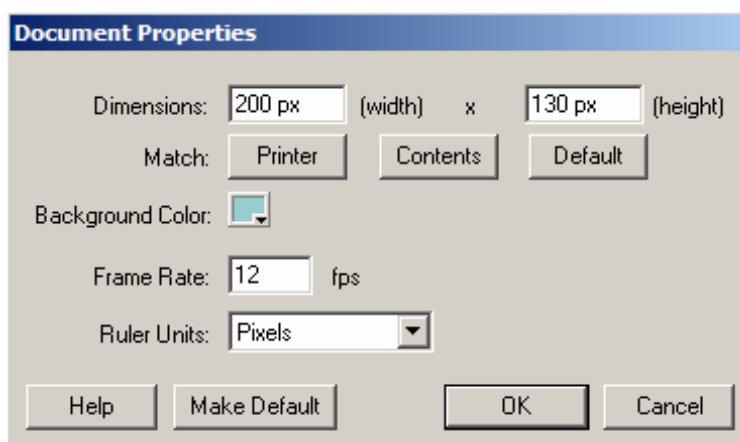 Document Properties
Dimensions: 200 px (width) x 130 px (height)
Match: Printer Contents Default
Background Color:
Frame Rate: 12 fps
Ruler Units: Pixels
Help Make Default OK Cancel